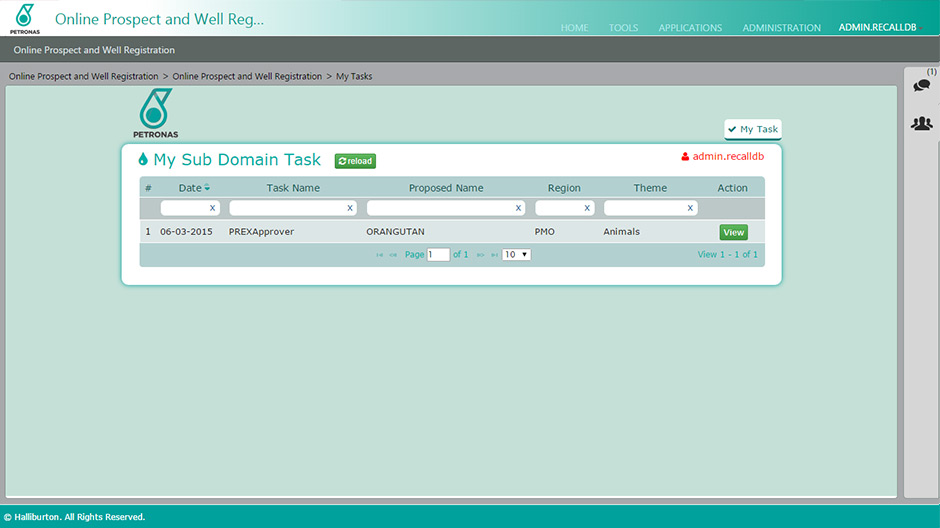 PETRONAS
Online Prospect and Well Reg...
HOME TOOLS APPLICATIONS ADMINISTRATION ADMIN.RECALLDB
Online Prospect and Well Registration
Online Prospect and Well Registration > Online Prospect and Well Registration > My Tasks
(1)
PETRONAS
My Task
My Sub Domain Task reload admin.recalldb
# Date Task Name Proposed Name Region Theme Action
x x x x x
1 06-03-2015 PREXApprover ORANGUTAN PMO Animals View
Page 1 of 1 10 View 1 - 1 of 1
© Halliburton. All Rights Reserved.